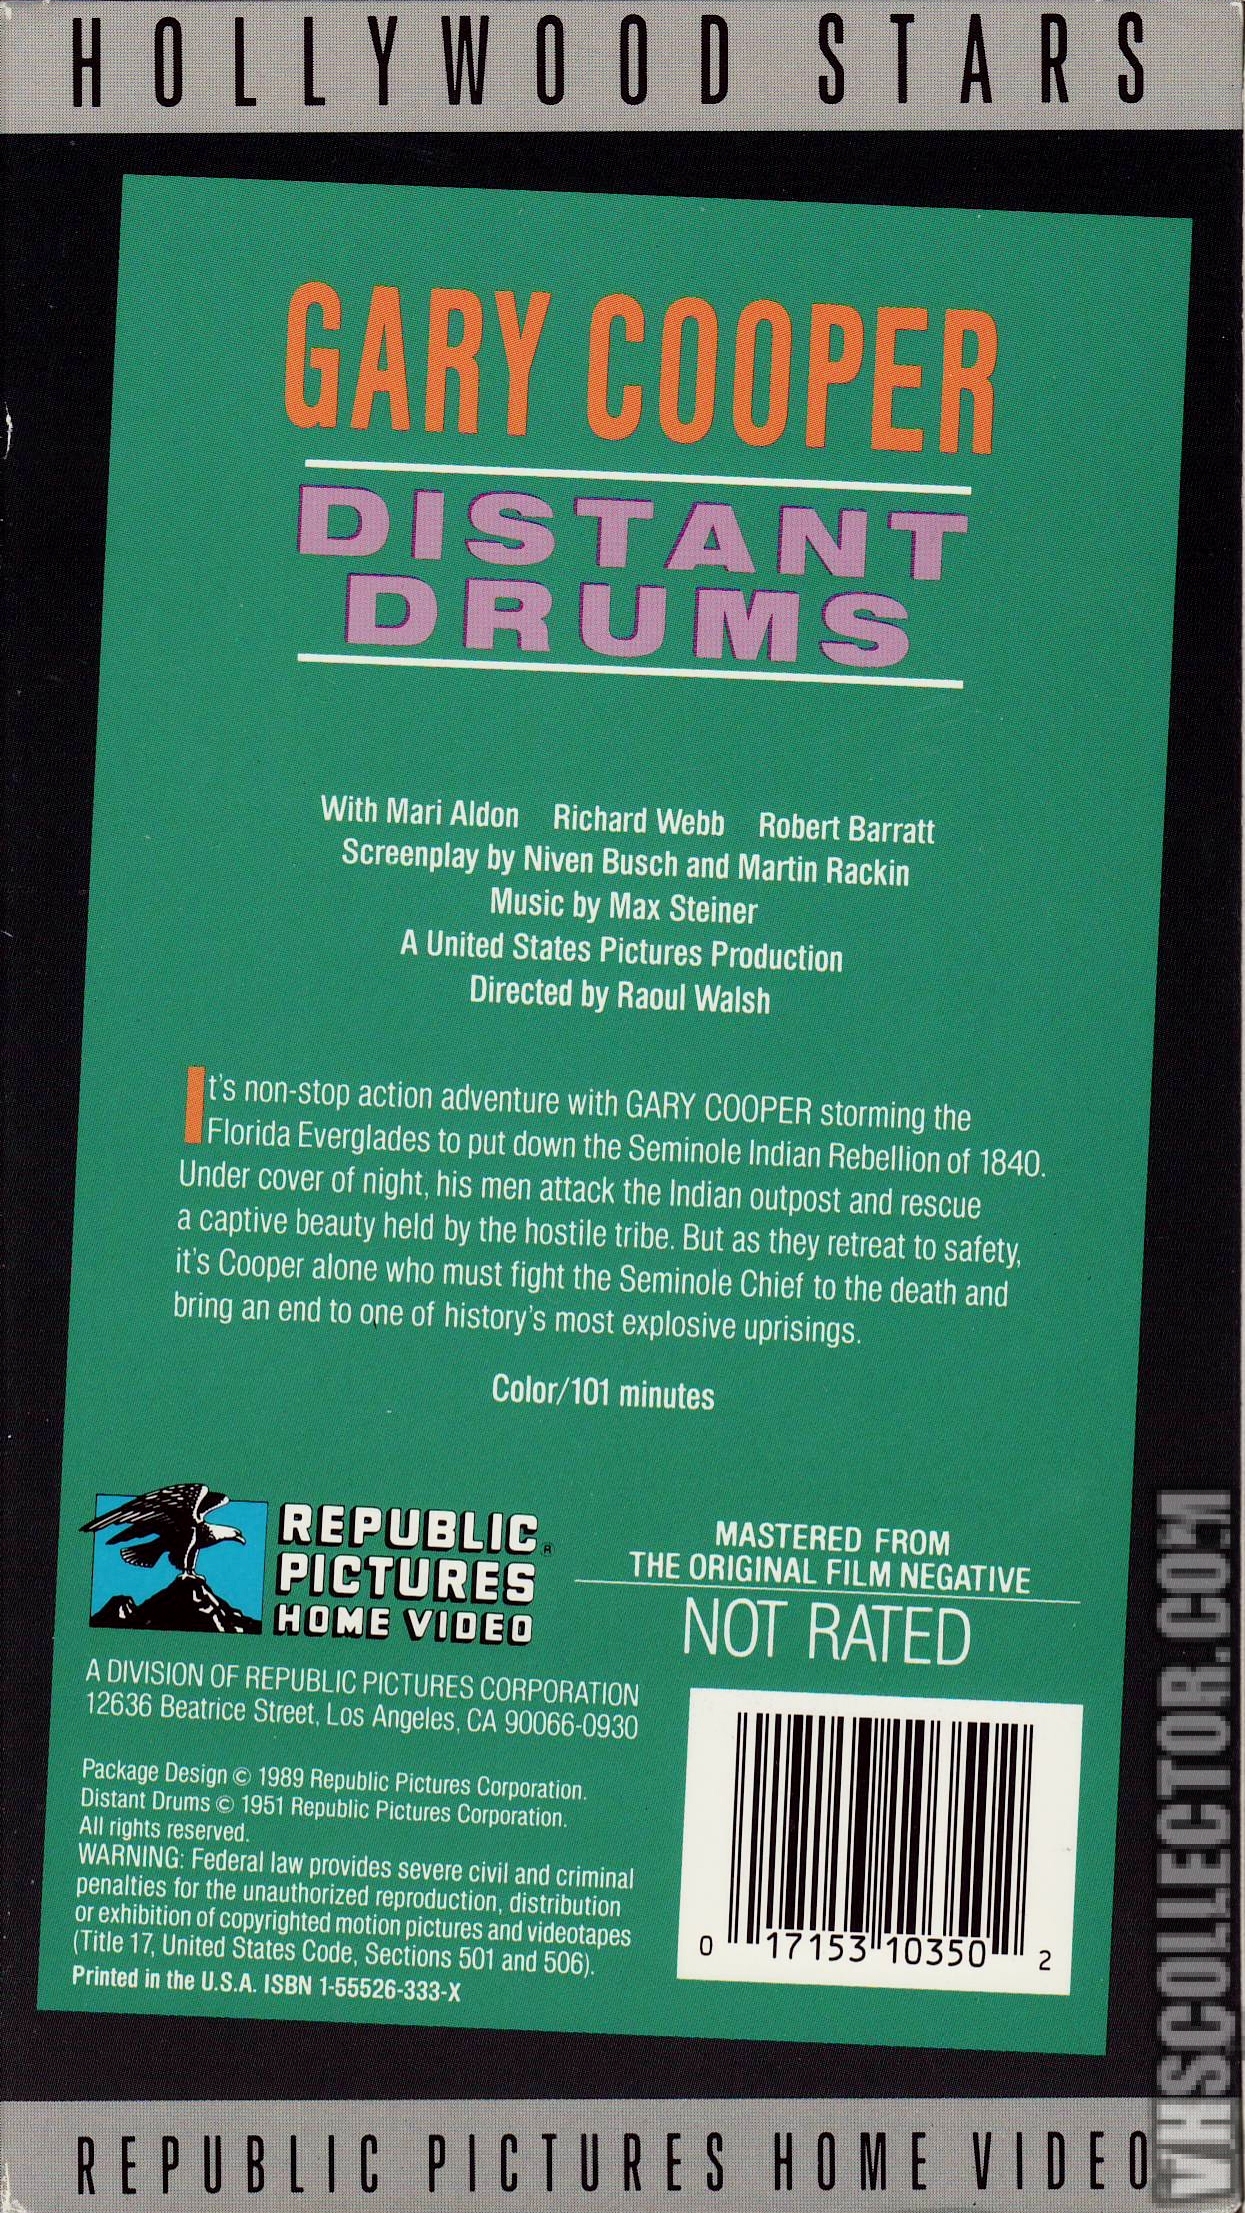 HOLLYWOOD STARS
GARY COOPER
DISTANT
DRUMS
With Mari Aldon Richard Webb Robert Barratt
Screenplay by Niven Busch and Martin Rackin
Music by Max Steiner
A United States Pictures Production
Directed by Raoul Walsh
It's non-stop action adventure with GARY COOPER storming the
Florida Everglades to put down the Seminole Indian Rebellion of 1840.
Under cover of night, his men attack the Indian outpost and rescue
a captive beauty held by the hostile tribe. But as they retreat to safety,
it's Cooper alone who must fight the Seminole Chief to the death and
bring an end to one of history's most explosive uprisings.
Color/101 minutes
REPUBLIC®
PICTURES
HOME VIDEO
MASTERED FROM
THE ORIGINAL FILM NEGATIVE
NOT RATED
A DIVISION OF REPUBLIC PICTURES CORPORATION
12636 Beatrice Street, Los Angeles, CA 90066-0930
Package Design © 1989 Republic Pictures Corporation.
Distant Drums © 1951 Republic Pictures Corporation.
All rights reserved.
WARNING: Federal law provides severe civil and criminal
penalties for the unauthorized reproduction, distribution
or exhibition of copyrighted motion pictures and videotapes
(Title 17, United States Code, Sections 501 and 506).
Printed in the U.S.A. ISBN 1-55526-333-X
0 17153 10350 2
REPUBLIC PICTURES HOME VIDEO
VHSCOLLECTOR.COM